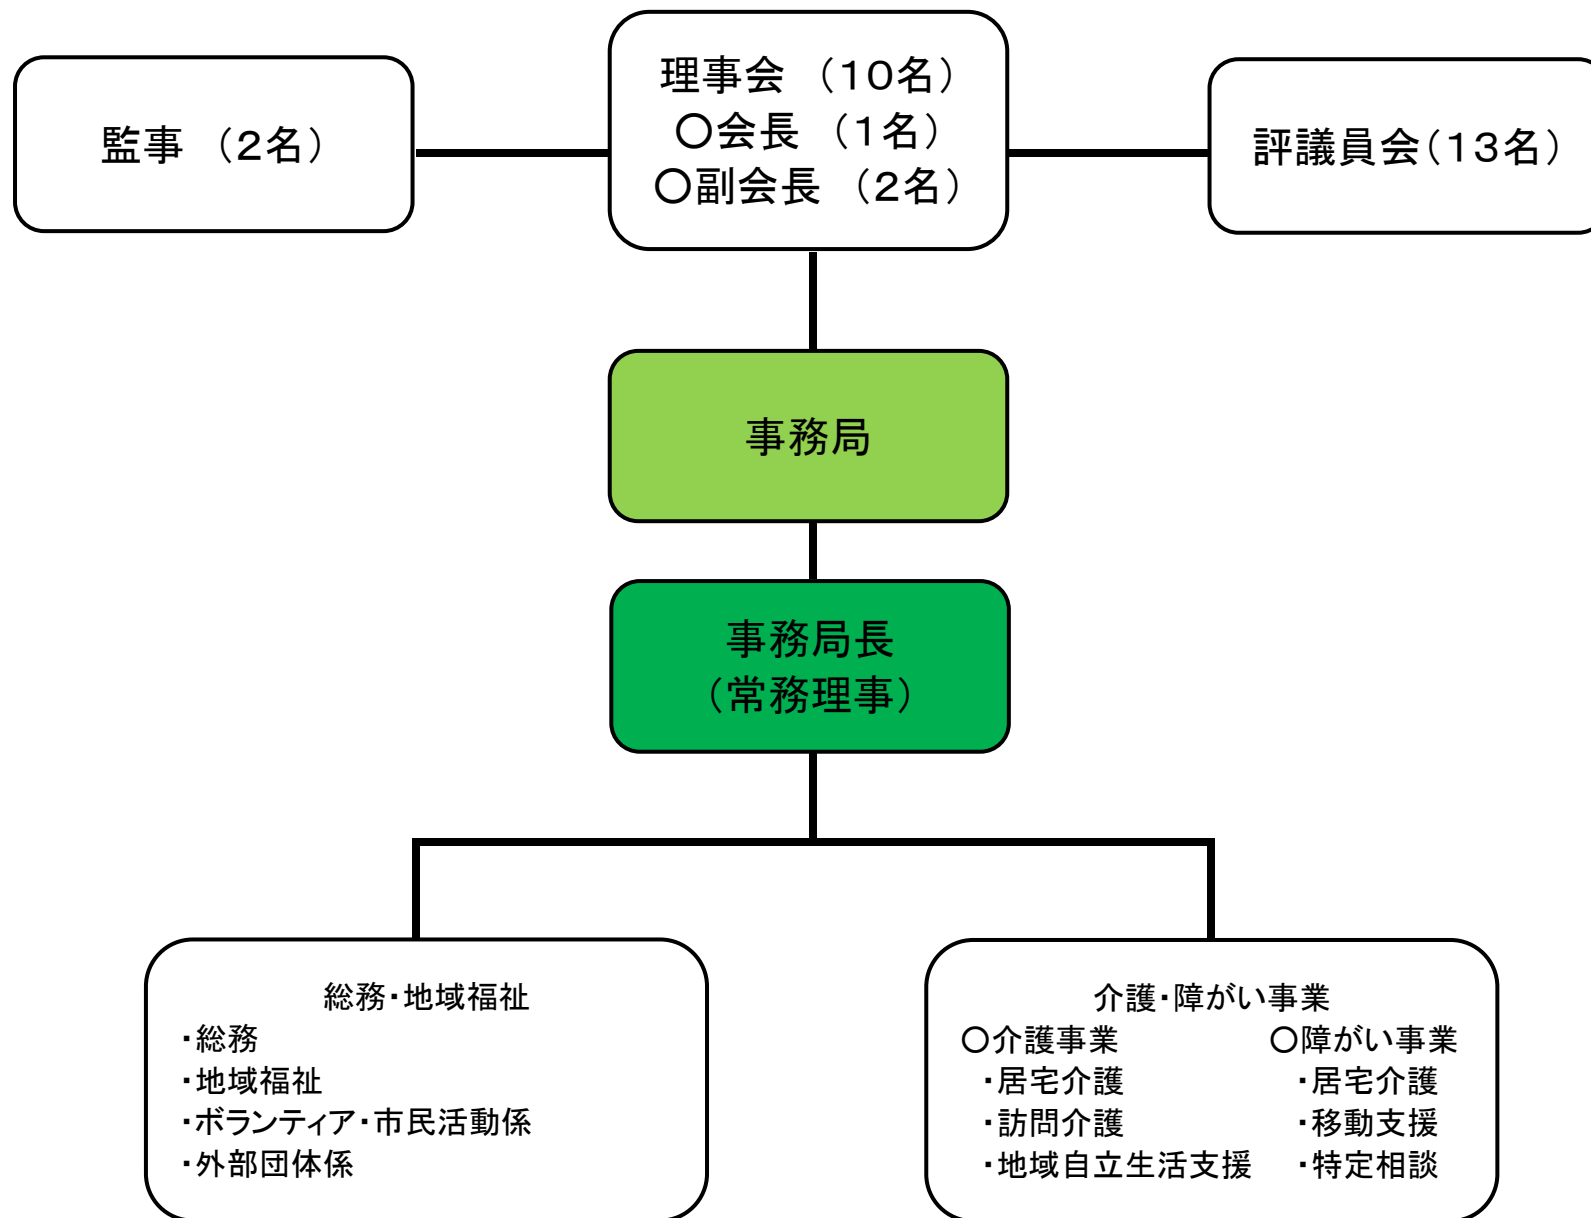 監事 （２名）
理事会 （１０名）
○会長 （１名）
○副会長 （２名）
評議員会（１３名）
事務局
事務局長
（常務理事）
総務・地域福祉
・総務
・地域福祉
・ボランティア・市民活動係
・外部団体係
介護・障がい事業
○介護事業
・居宅介護
・訪問介護
・地域自立生活支援
○障がい事業
・居宅介護
・移動支援
・特定相談